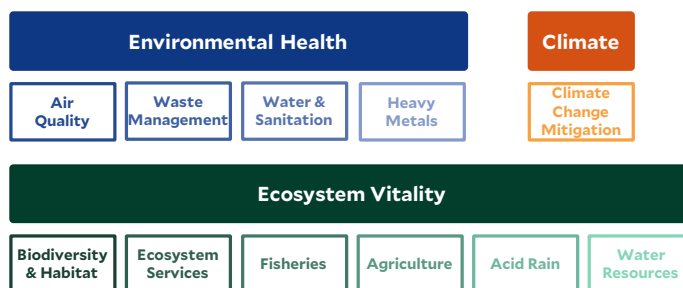 Environmental Health
Climate
Air
Quality
Waste
Management
Water &
Sanitation
Heavy
Metals
Climate
Change
Mitigation
Ecosystem Vitality
Biodiversity
& Habitat
Ecosystem
Services
Fisheries
Agriculture
Acid Rain
Water
Resources